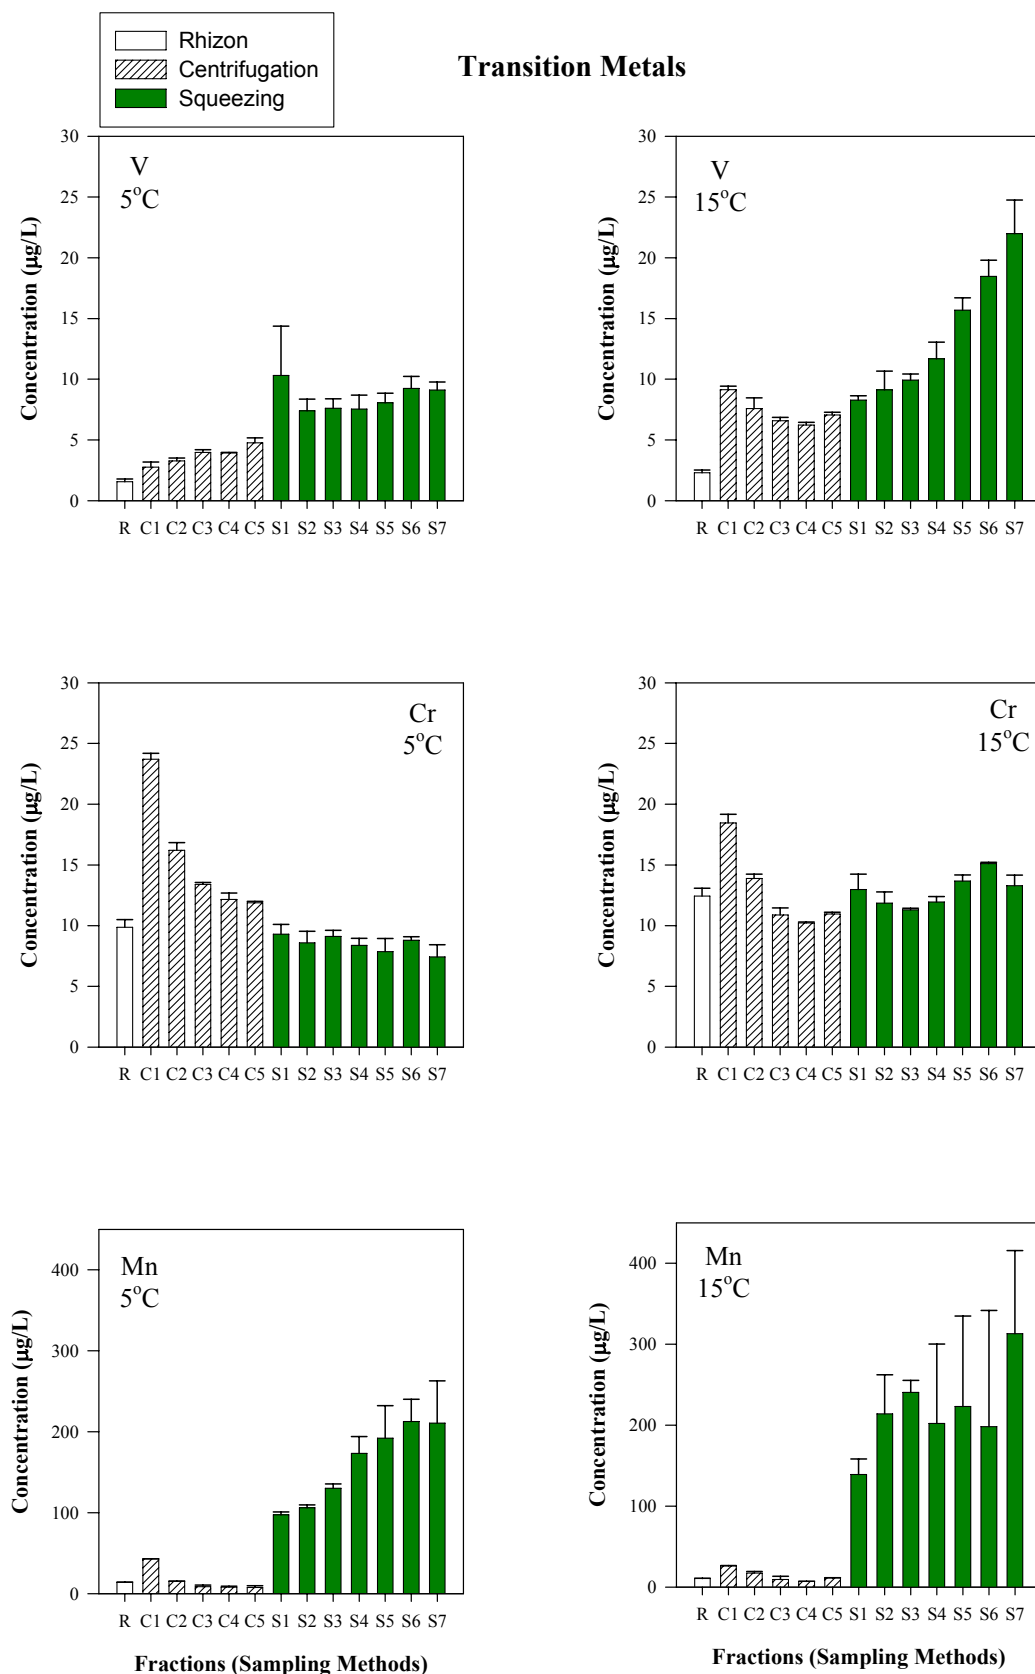 Rhizon
Centrifugation
Squeezing
Transition Metals
30
25
20
15
10
5
0
Concentration (µg/L)
V
5°C
R C1 C2 C3 C4 C5 S1 S2 S3 S4 S5 S6 S7
30
25
20
15
10
5
0
Concentration (µg/L)
V
15°C
R C1 C2 C3 C4 C5 S1 S2 S3 S4 S5 S6 S7
30
25
20
15
10
5
0
Concentration (µg/L)
Cr
5°C
R C1 C2 C3 C4 C5 S1 S2 S3 S4 S5 S6 S7
30
25
20
15
10
5
0
Concentration (µg/L)
Cr
15°C
R C1 C2 C3 C4 C5 S1 S2 S3 S4 S5 S6 S7
400
300
200
100
0
Concentration (µg/L)
Mn
5°C
R C1 C2 C3 C4 C5 S1 S2 S3 S4 S5 S6 S7
Fractions (Sampling Methods)
400
300
200
100
0
Concentration (µg/L)
Mn
15°C
R C1 C2 C3 C4 C5 S1 S2 S3 S4 S5 S6 S7
Fractions (Sampling Methods)